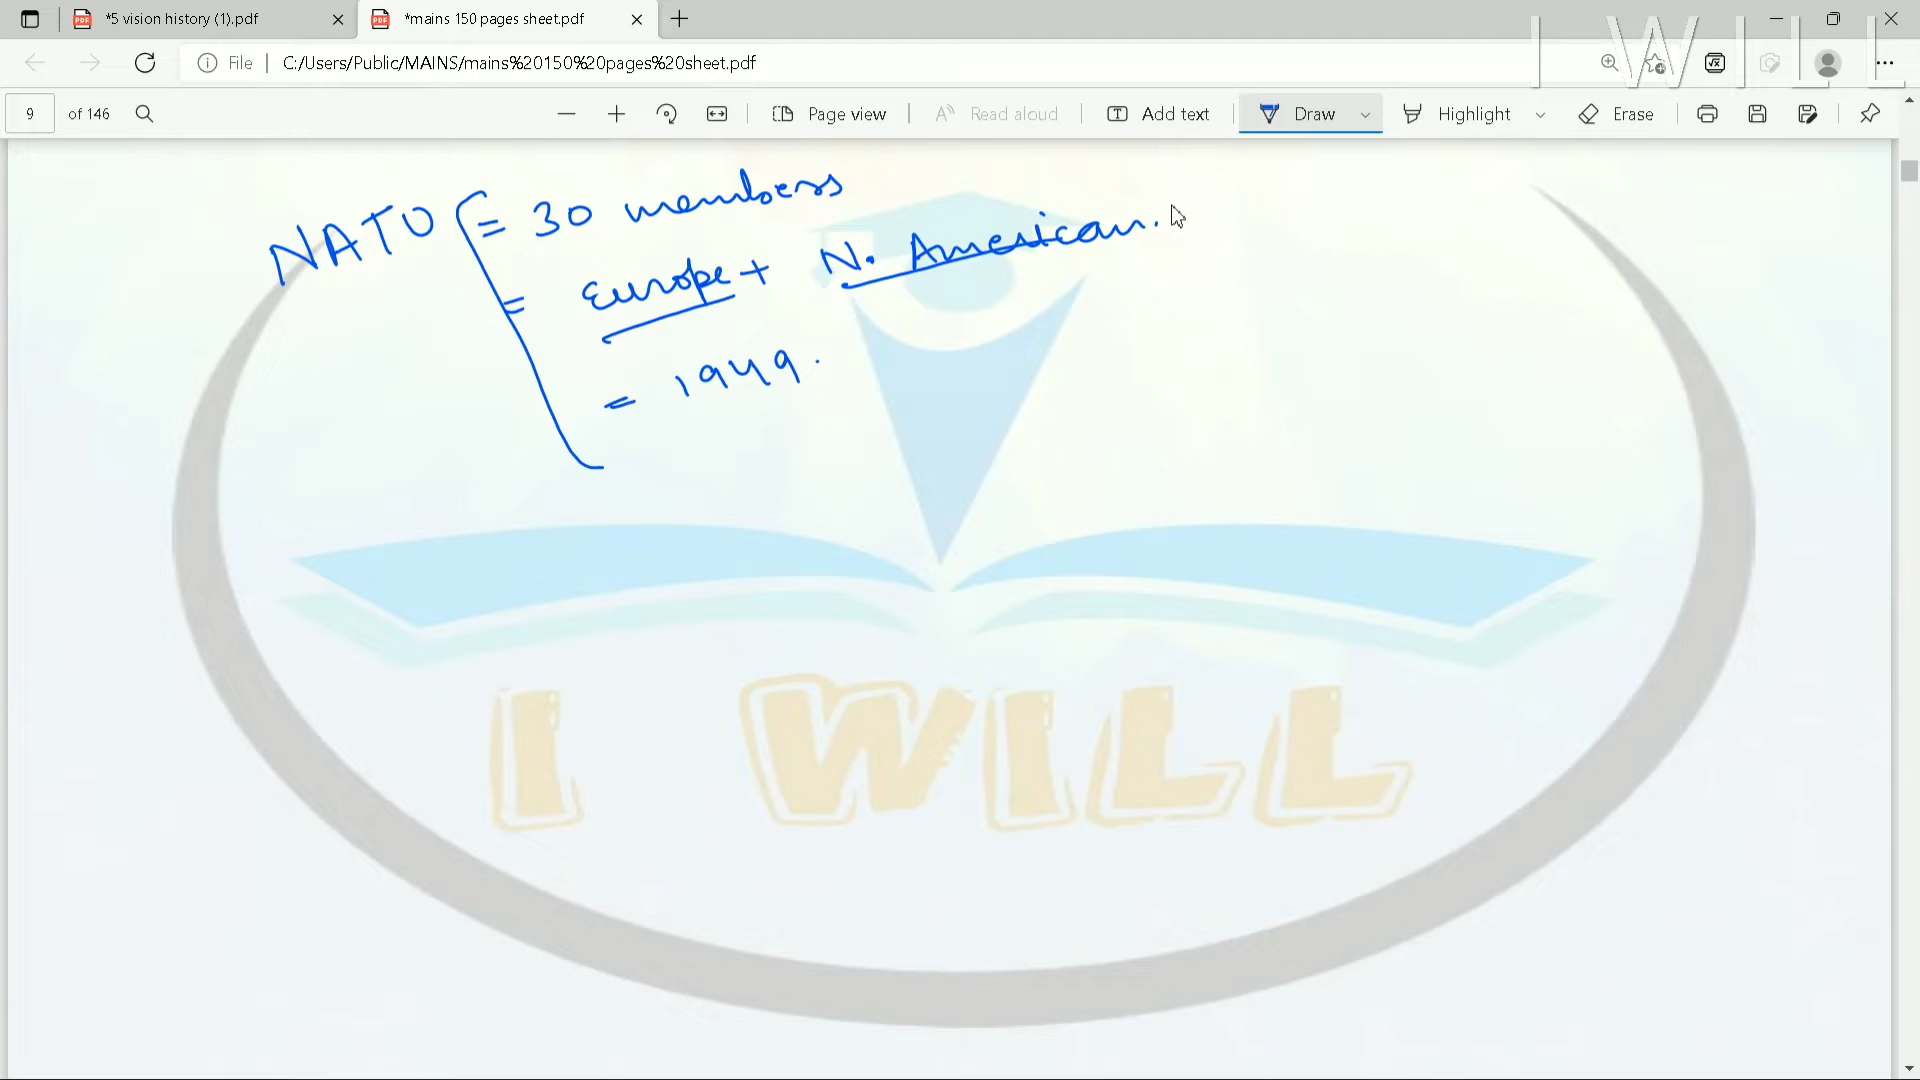 *5 vision history (1).pdf
*mains 150 pages sheet.pdf
File
C:/Users/Public/MAINS/mains%20150%20pages%20sheet.pdf
I WILL
9 of 146
Page view
Read aloud
Add text
Draw
Highlight
Erase
NATO = 30 members
= Europe + N. American.
= 1949.
I WILL